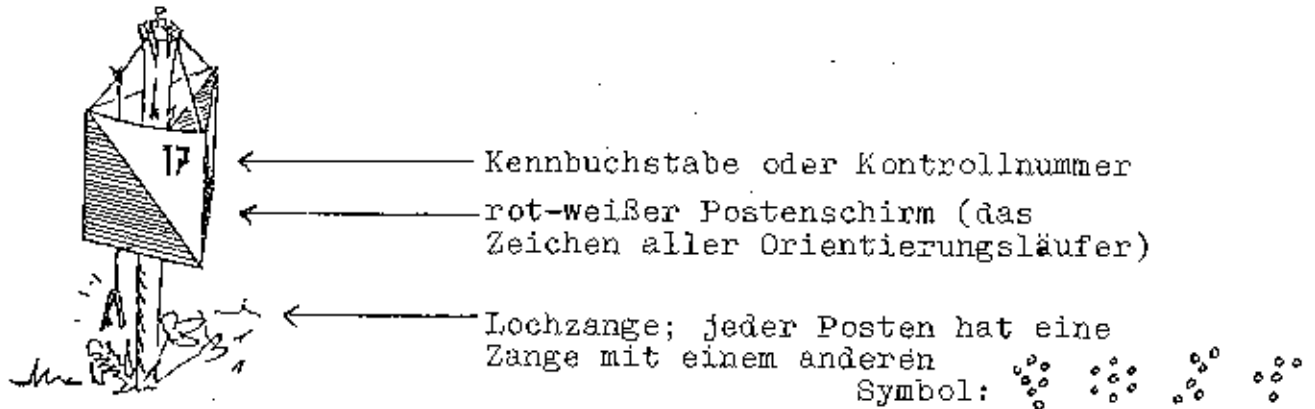 17
Kennbuchstabe oder Kontrollnummer
rot-weißer Postenschirm (das
Zeichen aller Orientierungsläufer)
Lochzange; jeder Posten hat eine
Zange mit einem anderen
Symbol: